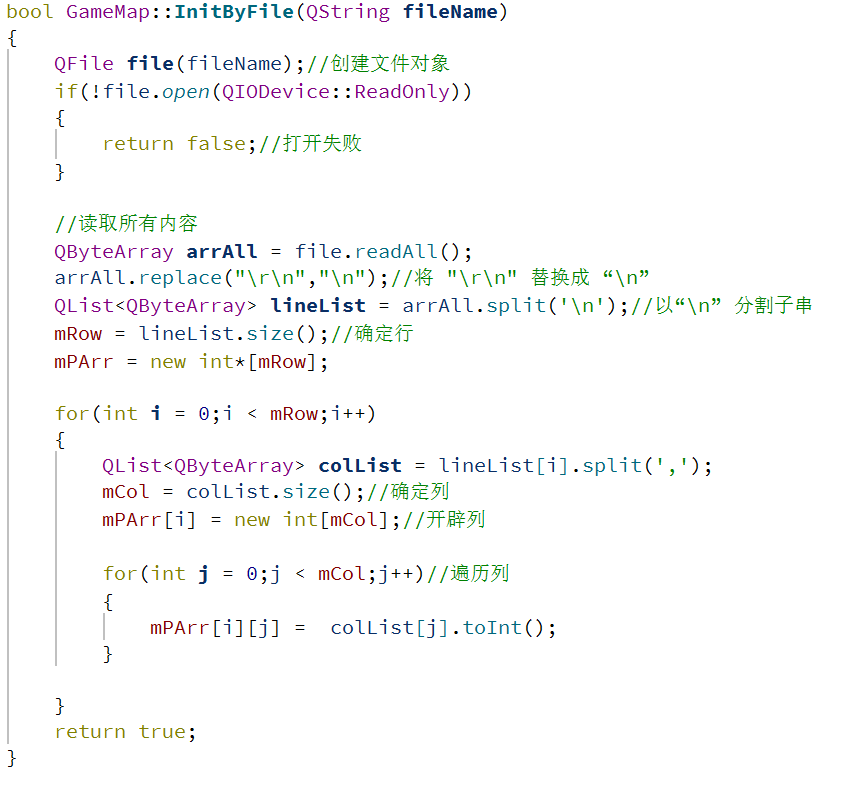 bool GameMap::InitByFile(QString fileName)
{
    QFile file(fileName);//创建文件对象
    if(!file.open(QIODevice::ReadOnly))
    {
        return false;//打开失败
    }

    //读取所有内容
    QByteArray arrAll = file.readAll();
    arrAll.replace("\r\n","\n");//将 "\r\n" 替换成 “\n”
    QList<QByteArray> lineList = arrAll.split('\n');//以“\n” 分割子串
    mRow = lineList.size();//确定行
    mPArr = new int*[mRow];

    for(int i = 0;i < mRow;i++)
    {
        QList<QByteArray> colList = lineList[i].split(',');
        mCol = colList.size();//确定列
        mPArr[i] = new int[mCol];//开辟列

        for(int j = 0;j < mCol;j++)//遍历列
        {
            mPArr[i][j] =  colList[j].toInt();
        }

    }
    return true;
}